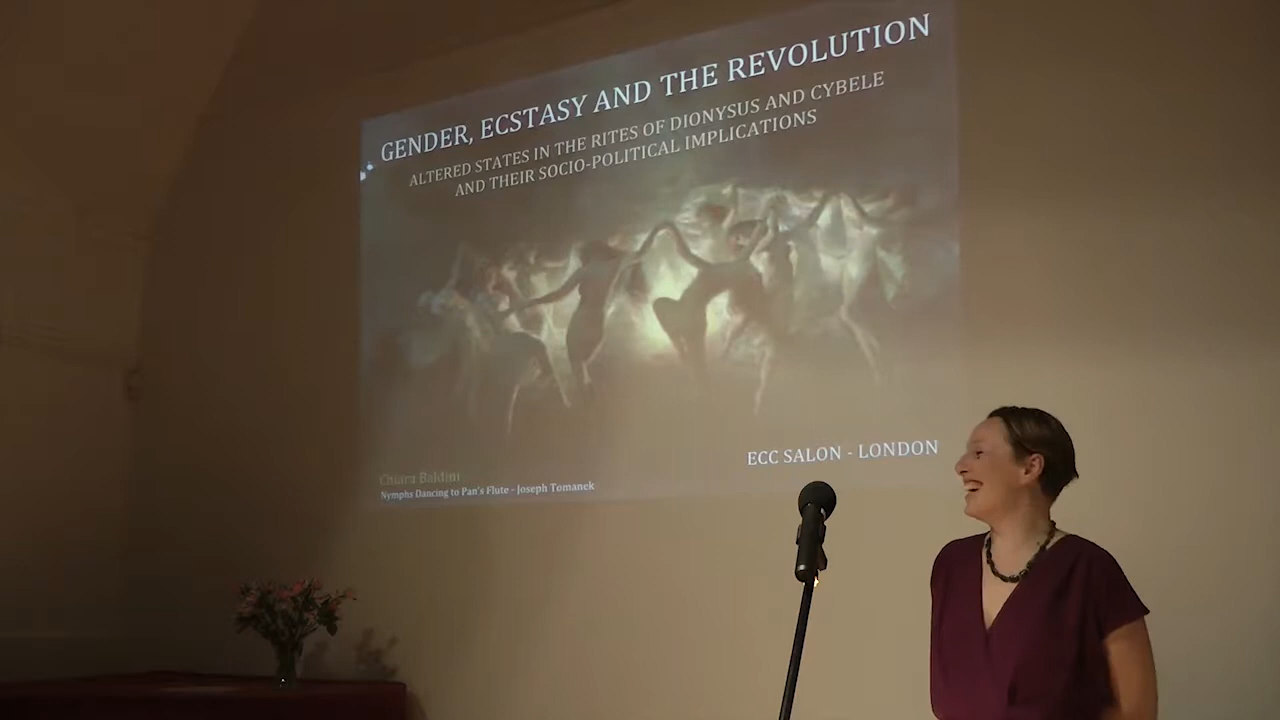 GENDER, ECSTASY AND THE REVOLUTION
ALTERED STATES IN THE RITES OF DIONYSUS AND CYBELE
AND THEIR SOCIO-POLITICAL IMPLICATIONS
ECC SALON - LONDON
Chiara Baldini
Nymphs Dancing to Pan's Flute - Joseph Tomanek